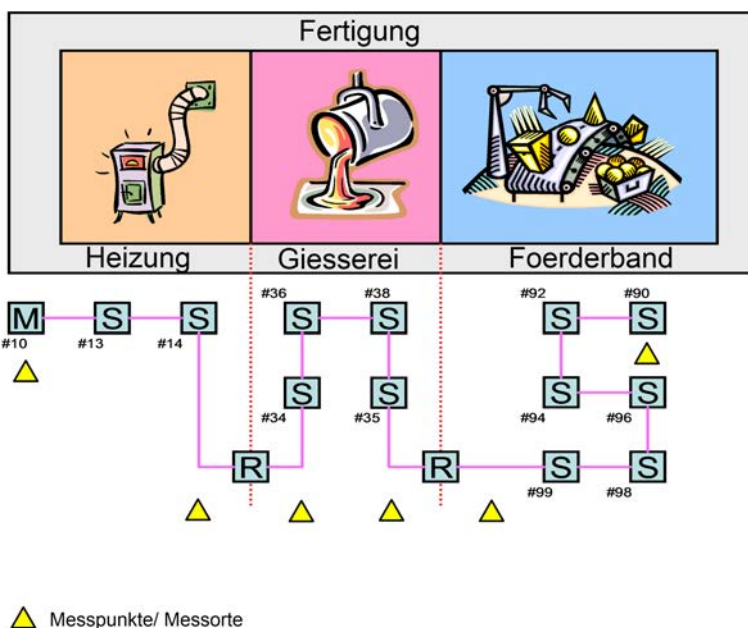 Fertigung
Heizung Giesserei Foerderband
#36 #38 #92 #90
M S S S S S S
#10 #13 #14
S S S S
#34 #35 #94 #96
R R S S
#99 #98
Messpunkte/ Messorte